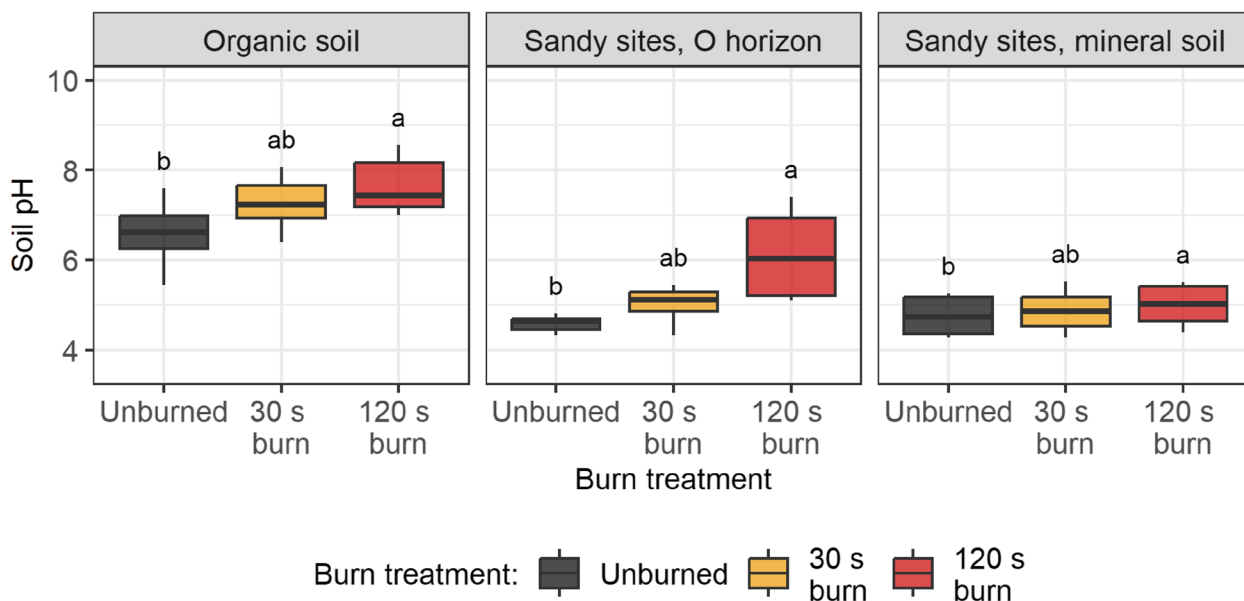 Organic soil
Sandy sites, O horizon
Sandy sites, mineral soil
Soil pH
10
8
6
4
b
ab
a
b
ab
a
b
ab
a
Unburned
30 s
burn
120 s
burn
Unburned
30 s
burn
120 s
burn
Unburned
30 s
burn
120 s
burn
Burn treatment
Burn treatment:
Unburned
30 s
burn
120 s
burn